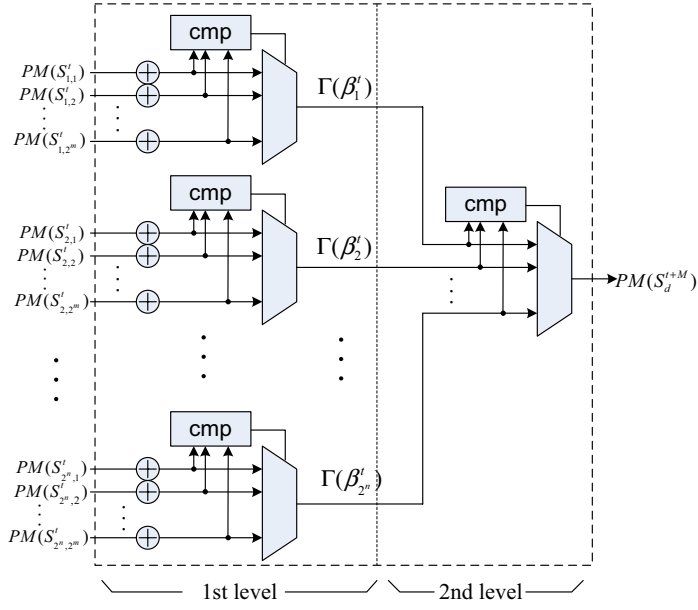 cmp
PM(S^t_{1,1})
PM(S^t_{1,2})
PM(S^t_{1,2^m})
Γ(β^t_1)
cmp
PM(S^t_{2,1})
PM(S^t_{2,2})
PM(S^t_{2,2^m})
Γ(β^t_2)
cmp
PM(S^{t+M}_d)
cmp
PM(S^t_{2^n,1})
PM(S^t_{2^n,2})
PM(S^t_{2^n,2^m})
Γ(β^t_{2^n})
1st level
2nd level